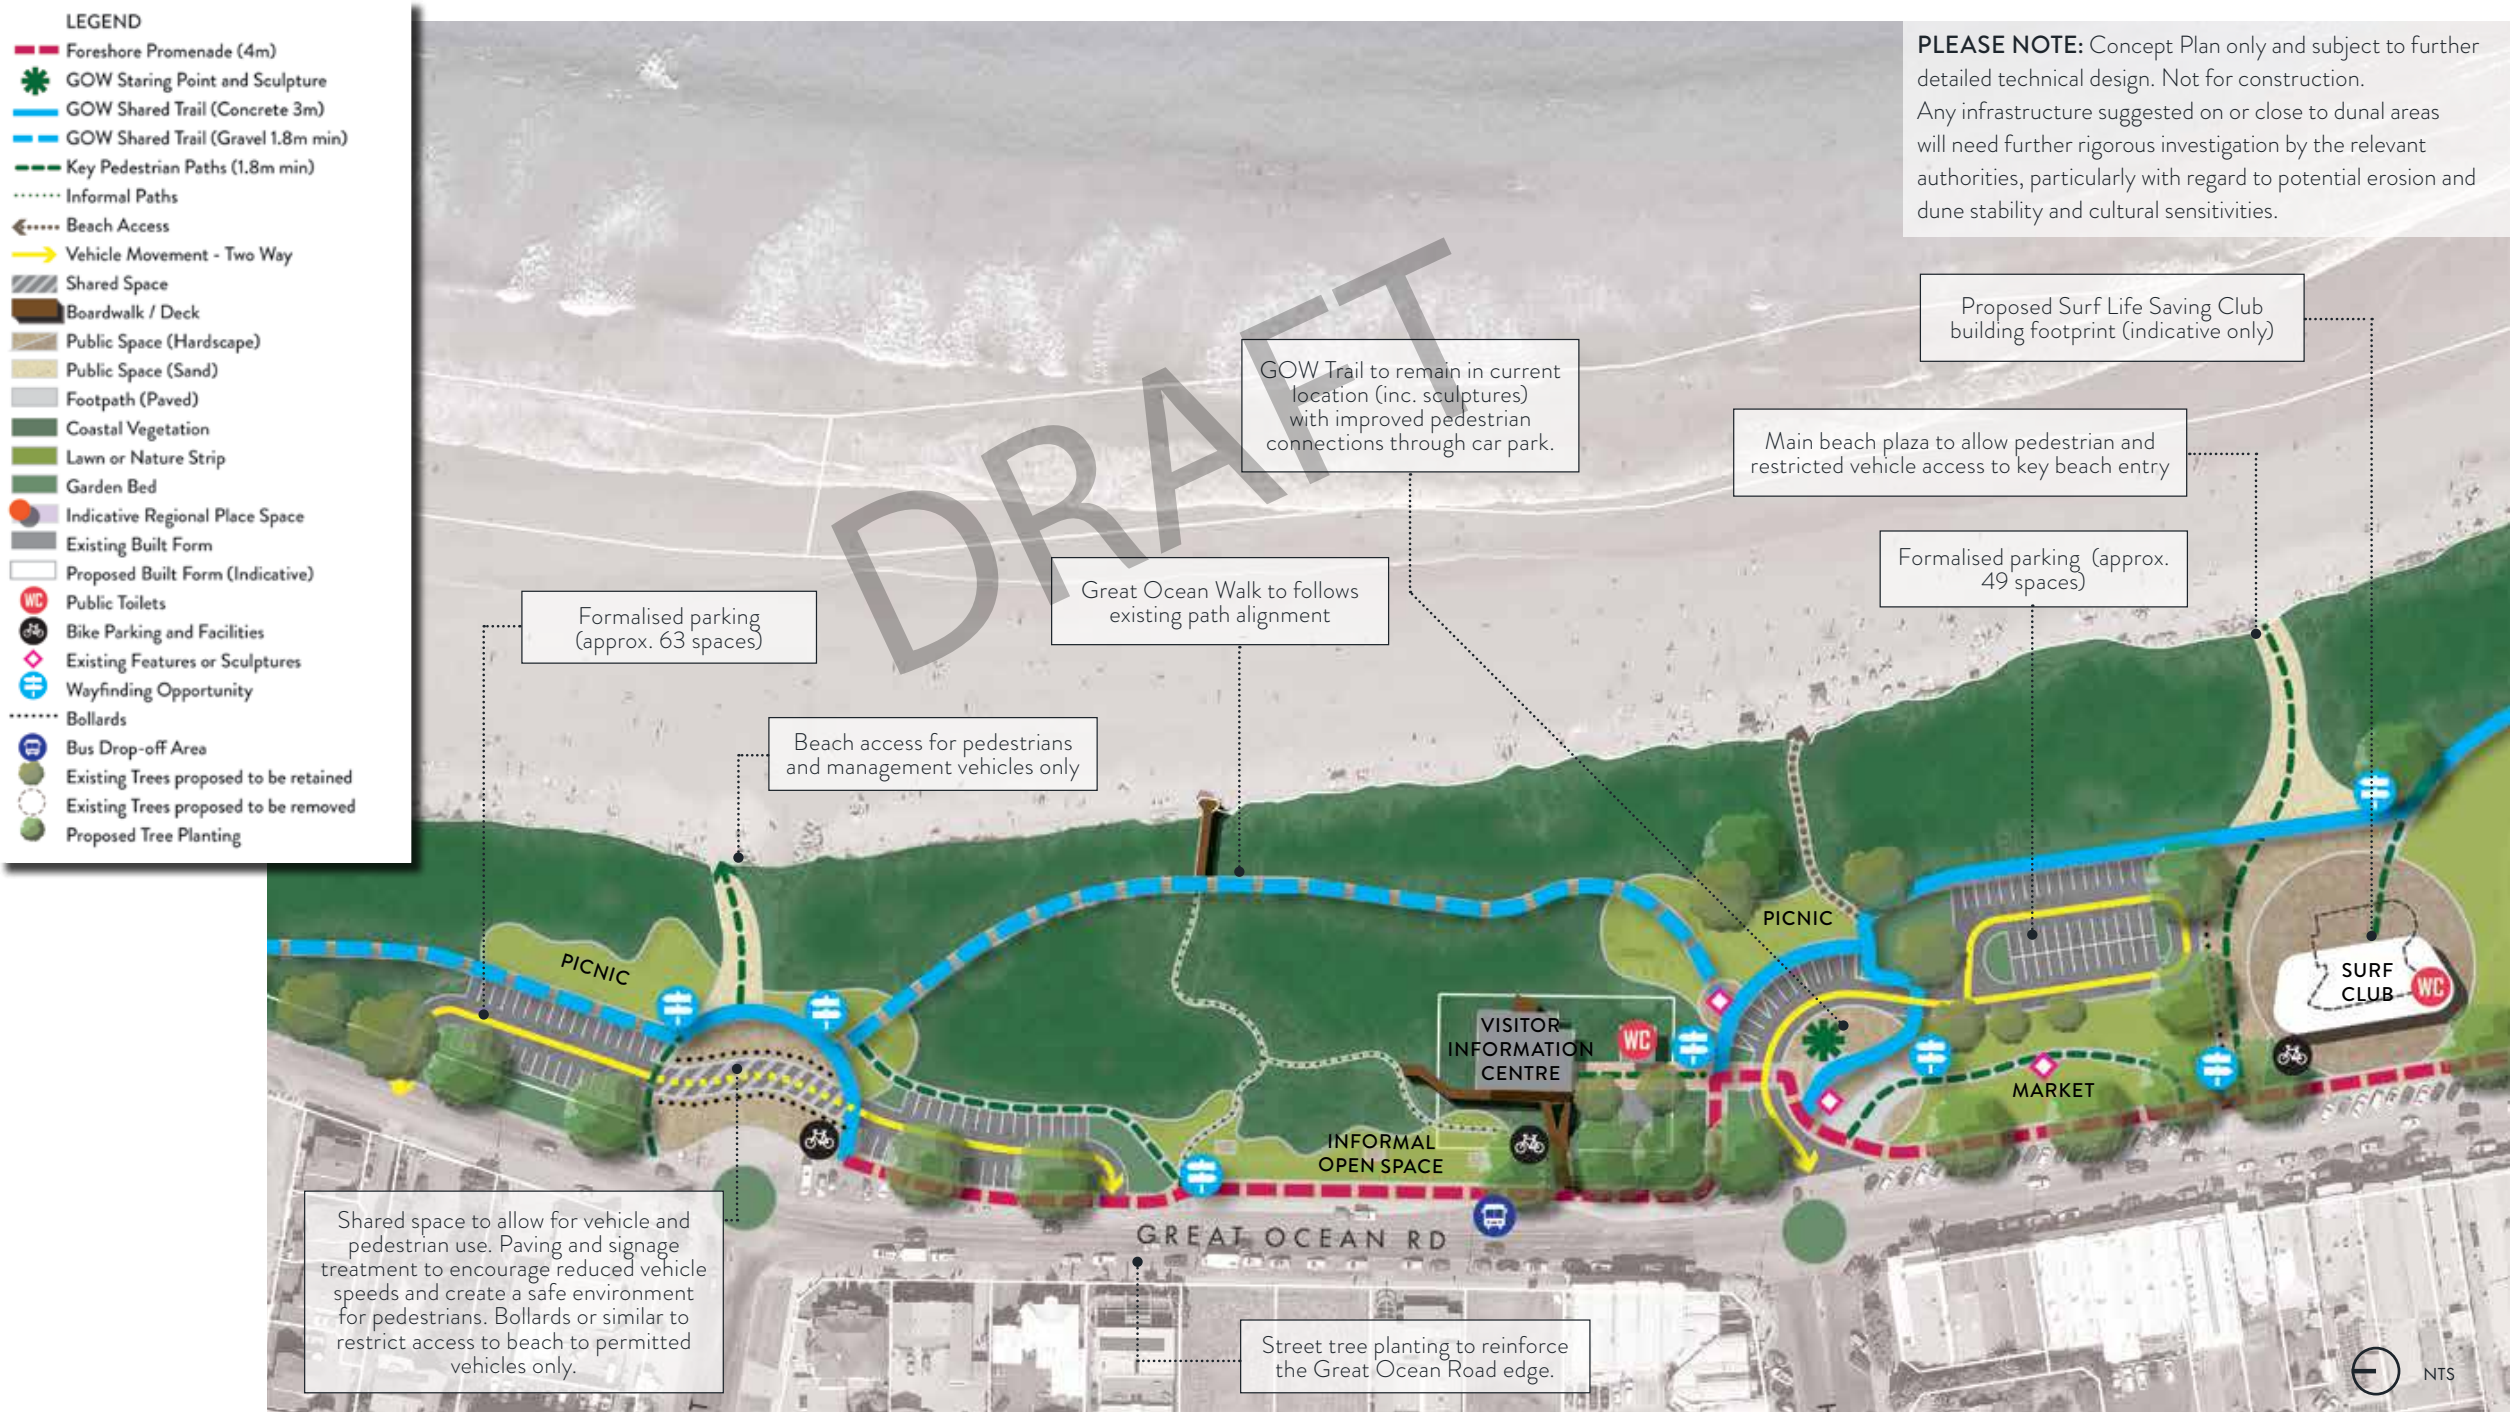 LEGEND
Foreshore Promenade (4m)
GOW Staring Point and Sculpture
GOW Shared Trail (Concrete 3m)
GOW Shared Trail (Gravel 1.8m min)
Key Pedestrian Paths (1.8m min)
Informal Paths
Beach Access
Vehicle Movement - Two Way
Shared Space
Boardwalk / Deck
Public Space (Hardscape)
Public Space (Sand)
Footpath (Paved)
Coastal Vegetation
Lawn or Nature Strip
Garden Bed
Indicative Regional Place Space
Existing Built Form
Proposed Built Form (Indicative)
WC Public Toilets
Bike Parking and Facilities
Existing Features or Sculptures
Wayfinding Opportunity
Bollards
Bus Drop-off Area
Existing Trees proposed to be retained
Existing Trees proposed to be removed
Proposed Tree Planting
PLEASE NOTE: Concept Plan only and subject to further
detailed technical design. Not for construction.
Any infrastructure suggested on or close to dunal areas
will need further rigorous investigation by the relevant
authorities, particularly with regard to potential erosion and
dune stability and cultural sensitivities.
Proposed Surf Life Saving Club
building footprint (indicative only)
DRAFT
GOW Trail to remain in current
location (inc. sculptures)
with improved pedestrian
connections through car park.
Main beach plaza to allow pedestrian and
restricted vehicle access to key beach entry
Formalised parking (approx.
49 spaces)
Great Ocean Walk to follows
existing path alignment
Formalised parking
(approx. 63 spaces)
Beach access for pedestrians
and management vehicles only
PICNIC
PICNIC
SURF
CLUB
WC
VISITOR
INFORMATION
CENTRE
WC
MARKET
INFORMAL
OPEN SPACE
GREAT OCEAN RD
Shared space to allow for vehicle and
pedestrian use. Paving and signage
treatment to encourage reduced vehicle
speeds and create a safe environment
for pedestrians. Bollards or similar to
restrict access to beach to permitted
vehicles only.
Street tree planting to reinforce
the Great Ocean Road edge.
NTS